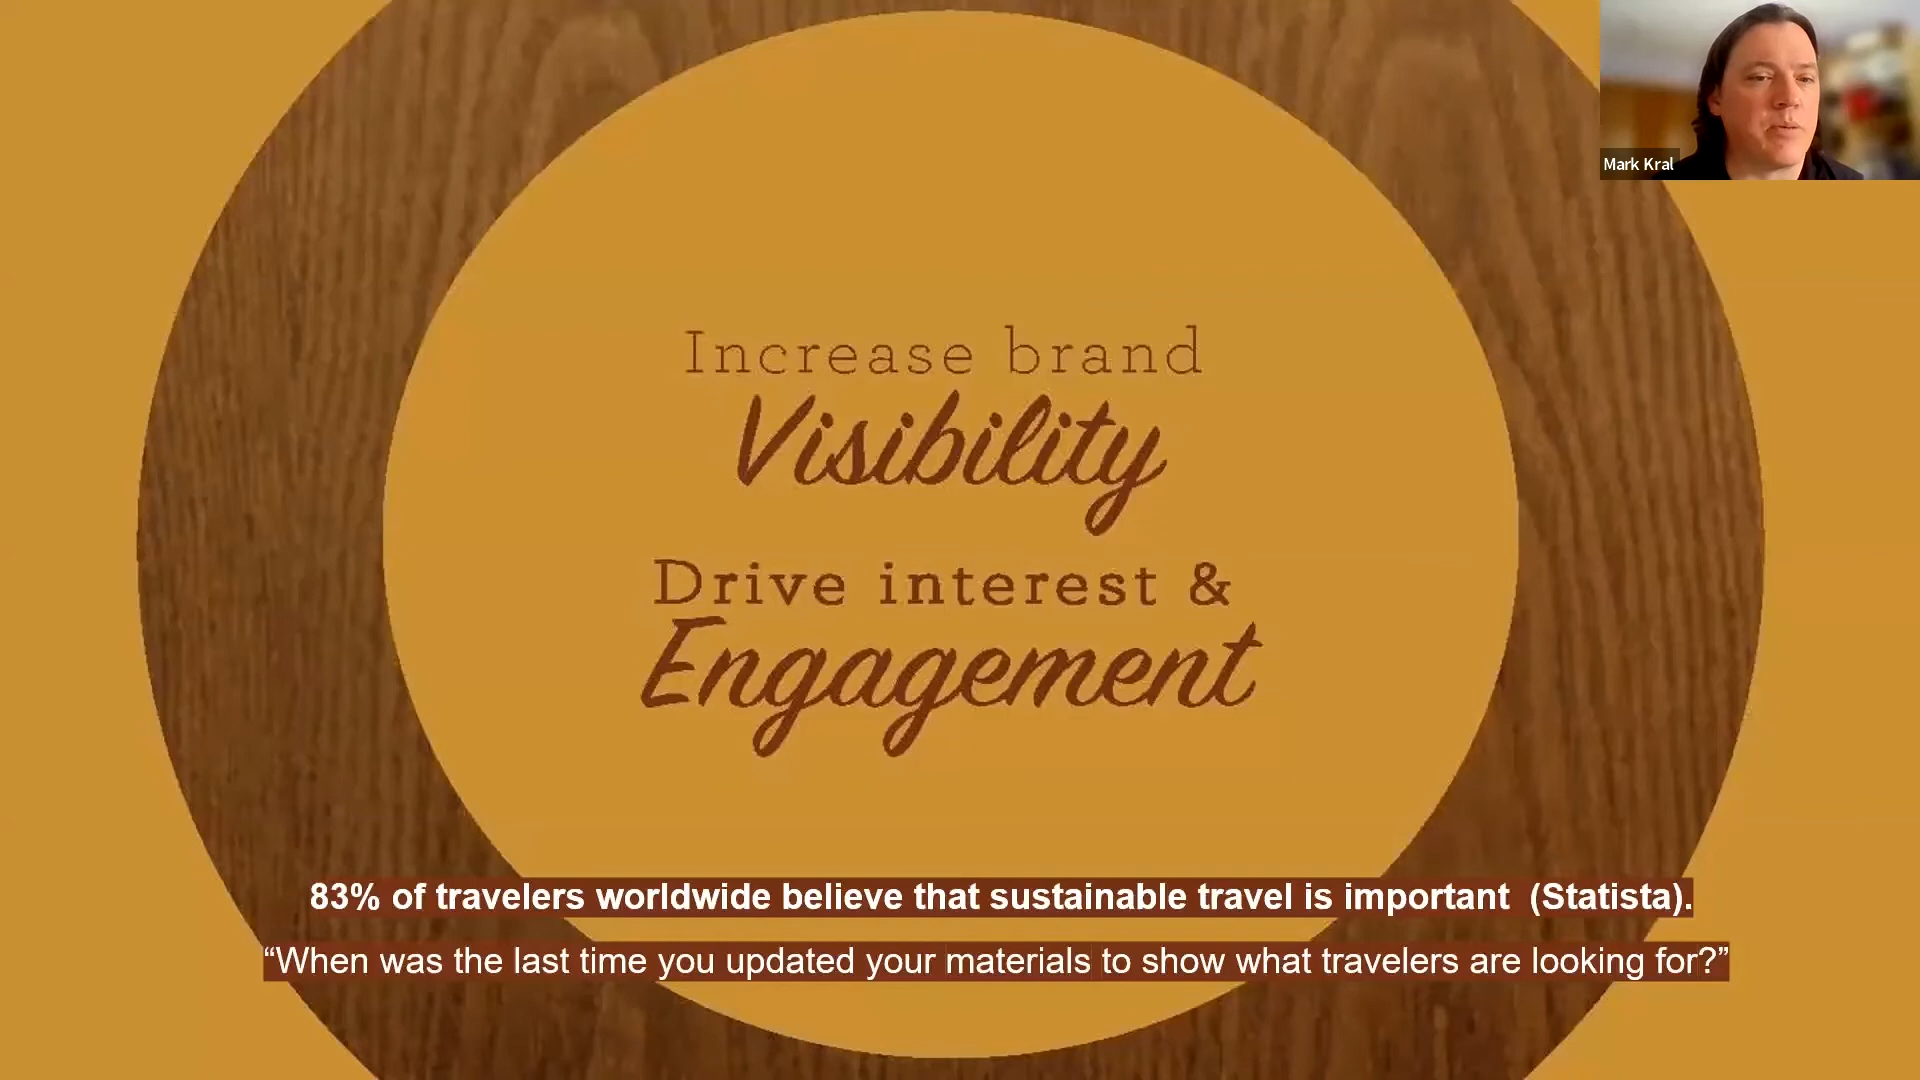 Mark Kral
Increase brand
Visibility
Drive interest &
Engagement
83% of travelers worldwide believe that sustainable travel is important (Statista).
“When was the last time you updated your materials to show what travelers are looking for?”